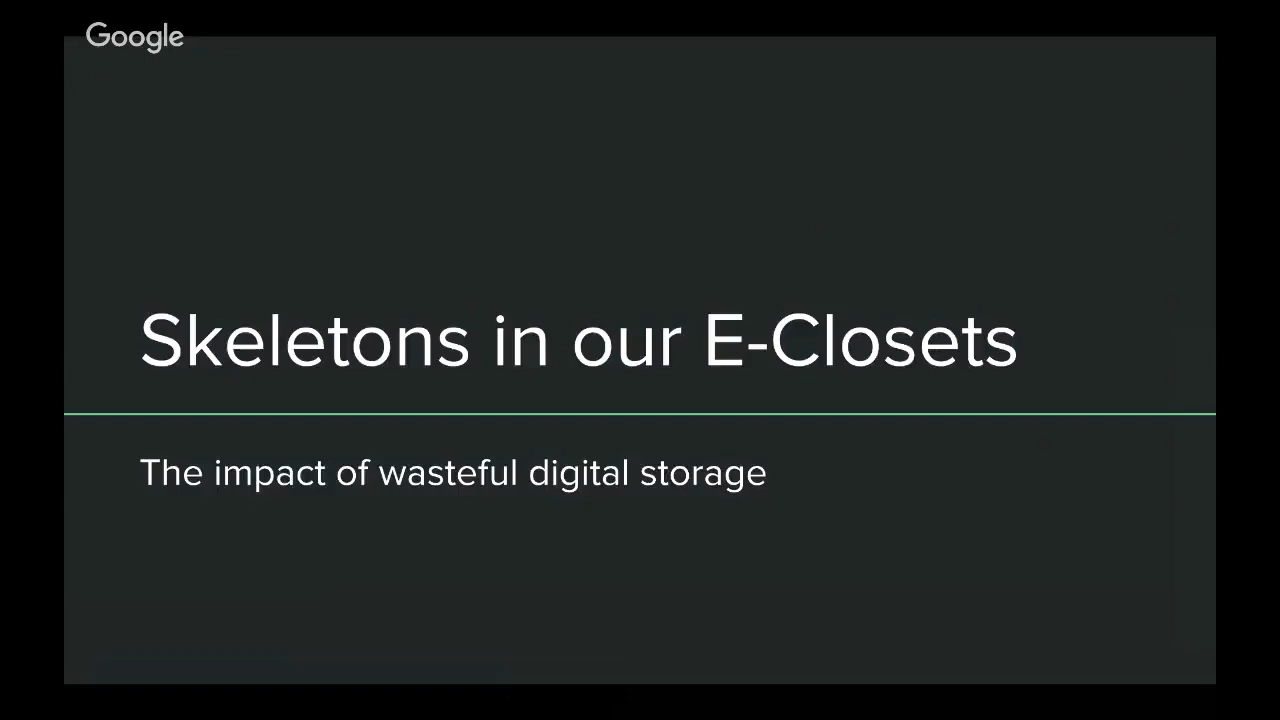 Google
Skeletons in our E-Closets
The impact of wasteful digital storage